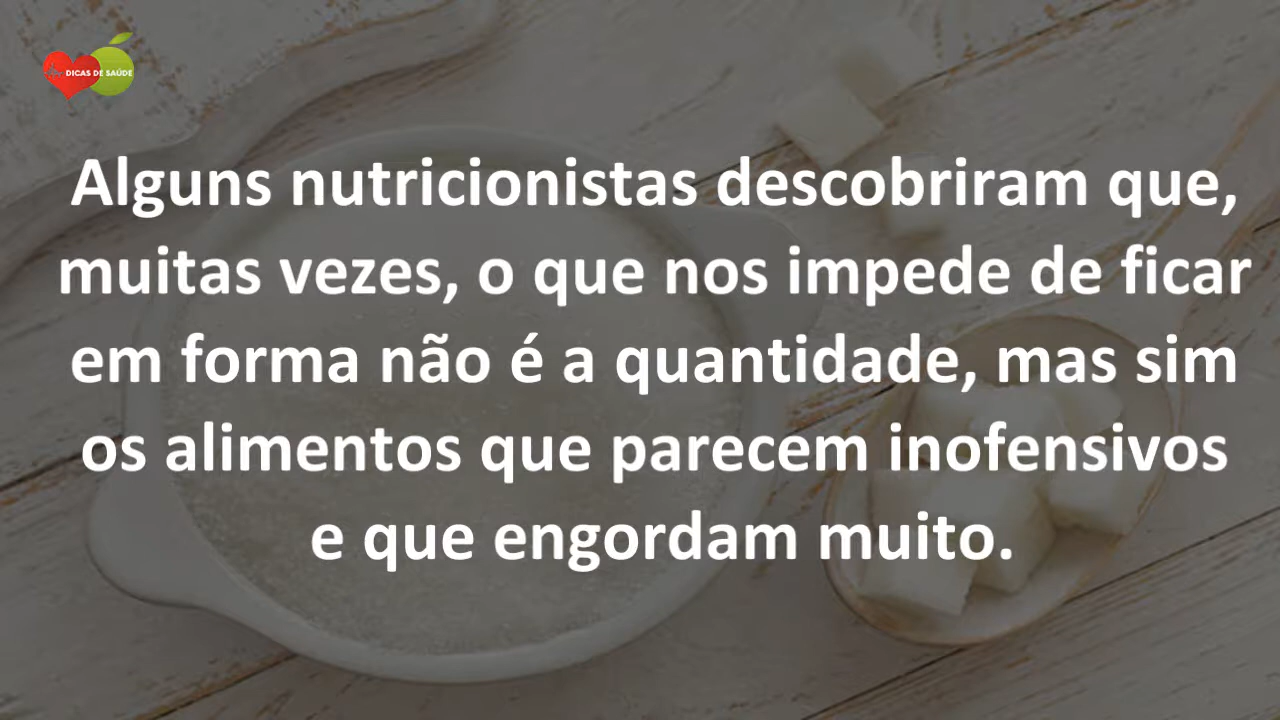 DICAS DE SAÚDE
Alguns nutricionistas descobriram que,
muitas vezes, o que nos impede de ficar
em forma não é a quantidade, mas sim
os alimentos que parecem inofensivos
e que engordam muito.